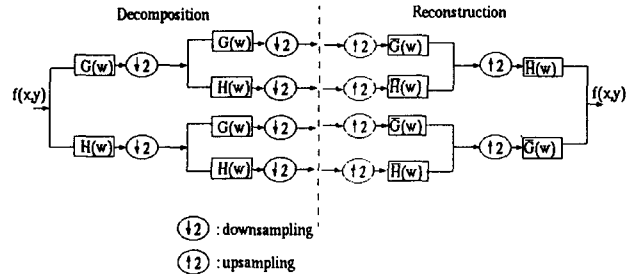 Decomposition
Reconstruction
G(w) ↓2 ↑2 G̅(w)
G(w) ↓2 ↑2 H̅(w)
H(w) ↓2 ↑2 H̅(w)
f(x,y) f(x,y)
G(w) ↓2 ↑2 G̅(w)
H(w) ↓2 ↑2 G̅(w)
H(w) ↓2 ↑2 H̅(w)
↓2 : downsampling
↑2 : upsampling